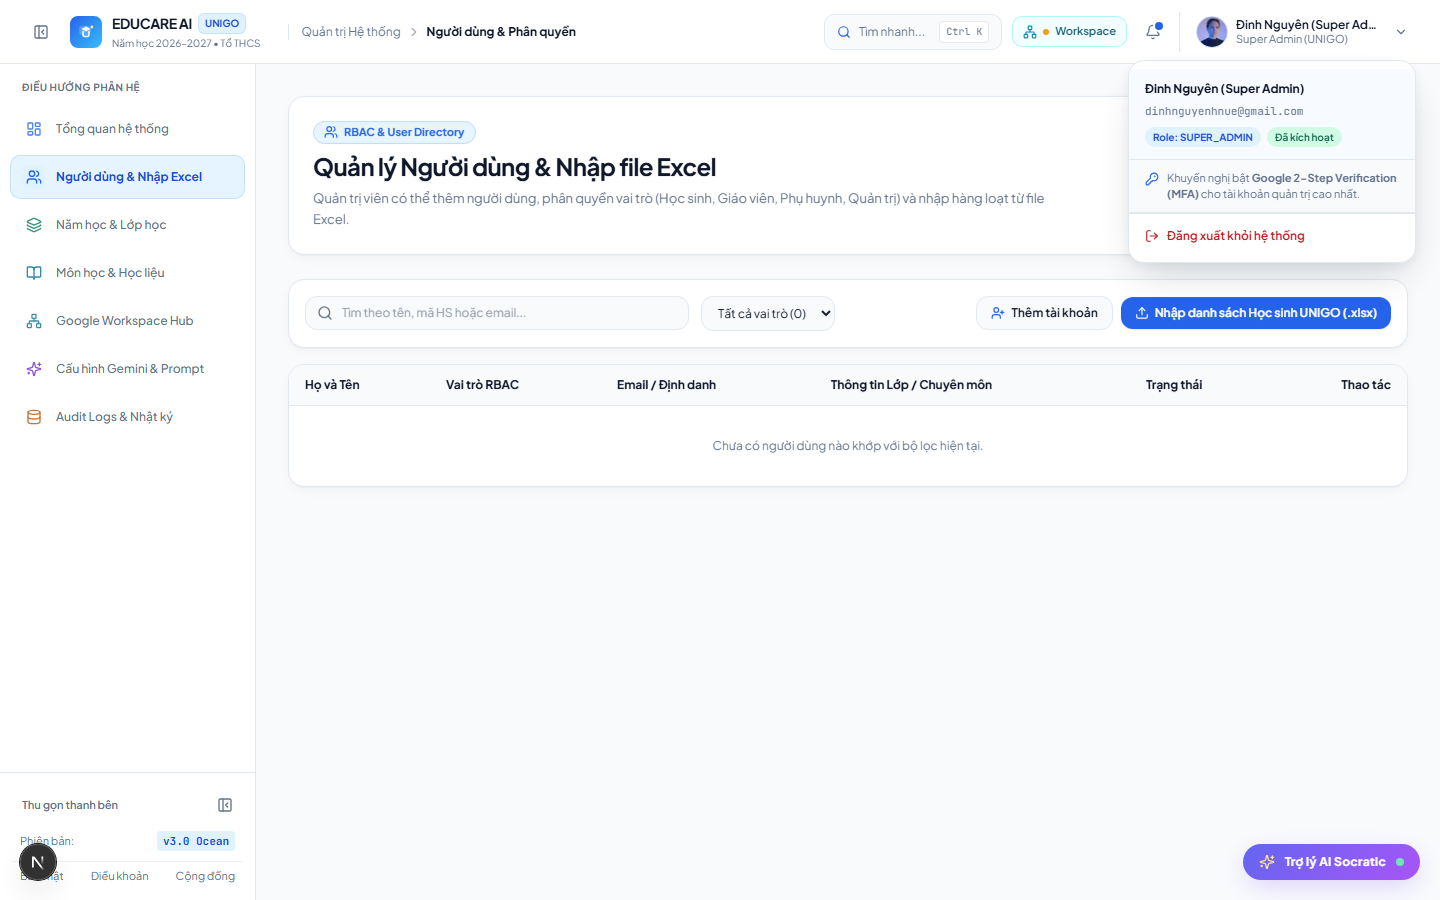 EDUCARE AI UNIGO
Năm học 2026-2027 • Tổ THCS
Quản trị Hệ thống > Người dùng & Phân quyền
Tìm nhanh... Ctrl K
Workspace
Đinh Nguyên (Super Ad...
Super Admin (UNIGO)
Đinh Nguyên (Super Admin)
dinhnguyenhnue@gmail.com
Role: SUPER_ADMIN Đã kích hoạt
Khuyến nghị bật Google 2-Step Verification
(MFA) cho tài khoản quản trị cao nhất.
Đăng xuất khỏi hệ thống
ĐIỀU HƯỚNG PHÂN HỆ
Tổng quan hệ thống
Người dùng & Nhập Excel
Năm học & Lớp học
Môn học & Học liệu
Google Workspace Hub
Cấu hình Gemini & Prompt
Audit Logs & Nhật ký
Thu gọn thanh bên
Phiên bản: v3.0 Ocean
N
Điều khoản Cộng đồng
RBAC & User Directory
Quản lý Người dùng & Nhập file Excel
Quản trị viên có thể thêm người dùng, phân quyền vai trò (Học sinh, Giáo viên, Phụ huynh, Quản trị) và nhập hàng loạt từ file
Excel.
Tìm theo tên, mã HS hoặc email...
Tất cả vai trò (0)
Thêm tài khoản
Nhập danh sách Học sinh UNIGO (.xlsx)
Họ và Tên Vai trò RBAC Email / Định danh Thông tin Lớp / Chuyên môn Trạng thái Thao tác
Chưa có người dùng nào khớp với bộ lọc hiện tại.
Trợ lý AI Socratic